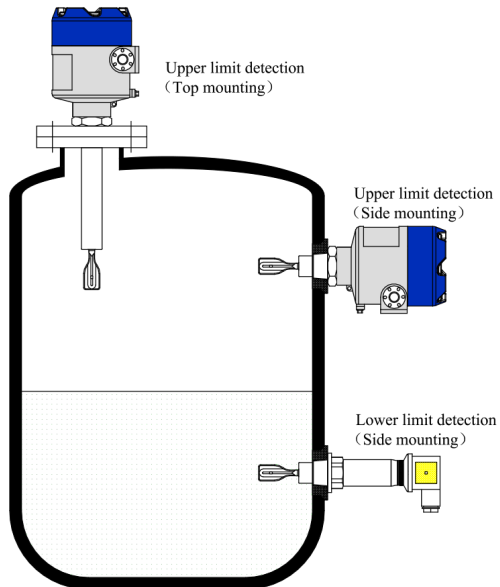 Upper limit detection
（Top mounting）
Upper limit detection
（Side mounting）
Lower limit detection
（Side mounting）